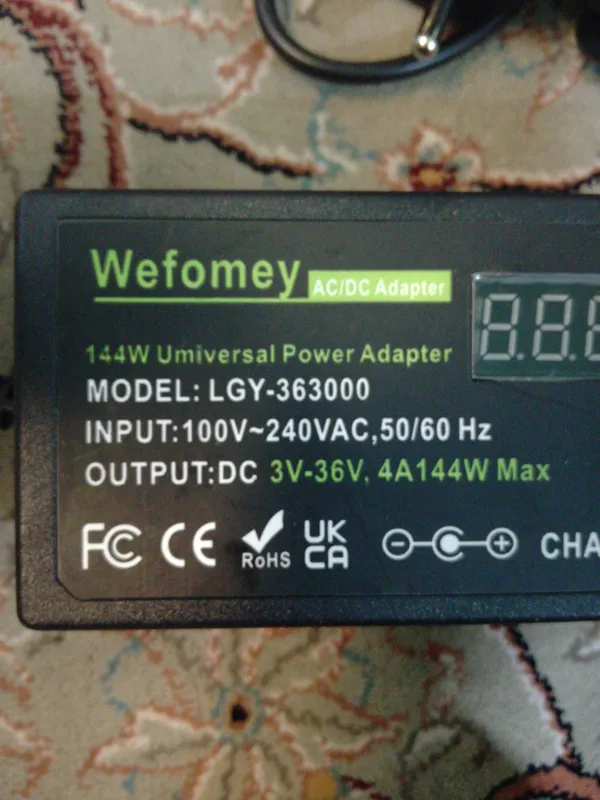 Wefomey
AC/DC Adapter
144W Umiversal Power Adapter
MODEL: LGY-363000
INPUT:100V~240VAC,50/60 Hz
OUTPUT:DC 3V-36V, 4A144W Max
FC CE RoHS UK CA